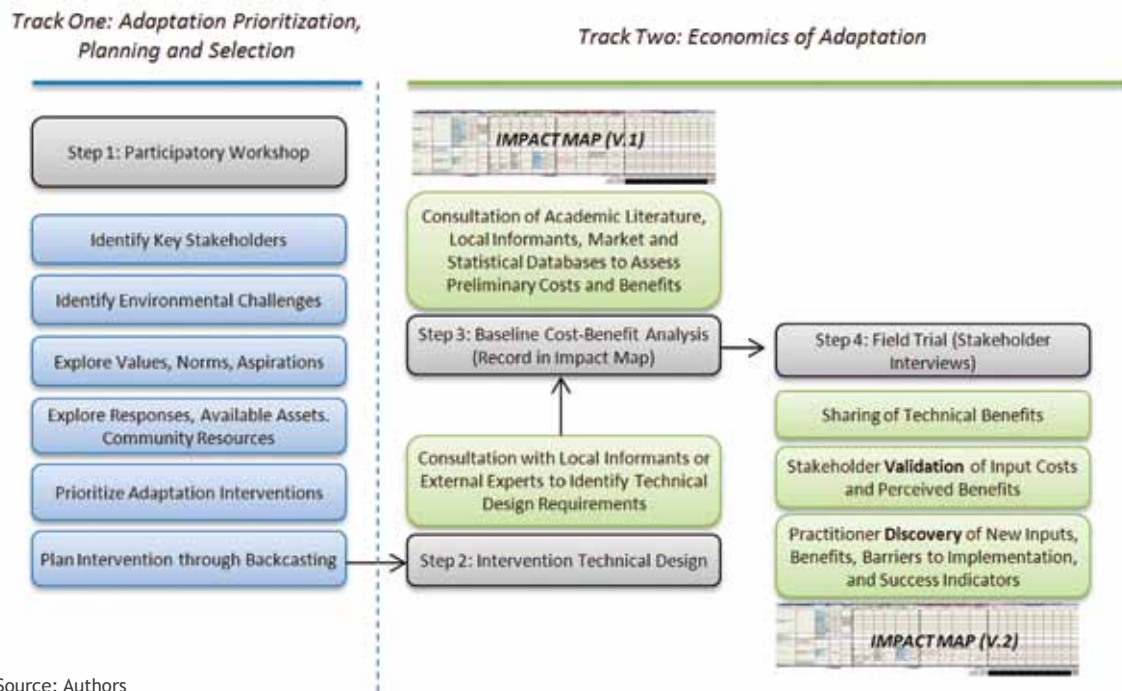 Track One: Adaptation Prioritization,
Planning and Selection
Track Two: Economics of Adaptation
Step 1: Participatory Workshop
Identify Key Stakeholders
Identify Environmental Challenges
Explore Values, Norms, Aspirations
Explore Responses, Available Assets.
Community Resources
Prioritize Adaptation Interventions
Plan Intervention through Backcasting
IMPACT MAP (V.1)
Consultation of Academic Literature,
Local Informants, Market and
Statistical Databases to Assess
Preliminary Costs and Benefits
Step 3: Baseline Cost-Benefit Analysis
(Record in Impact Map)
Consultation with Local Informants or
External Experts to Identify Technical
Design Requirements
Step 2: Intervention Technical Design
Step 4: Field Trial (Stakeholder
Interviews)
Sharing of Technical Benefits
Stakeholder Validation of Input Costs
and Perceived Benefits
Practitioner Discovery of New Inputs,
Benefits, Barriers to Implementation,
and Success Indicators
IMPACT MAP (V.2)
Source: Authors